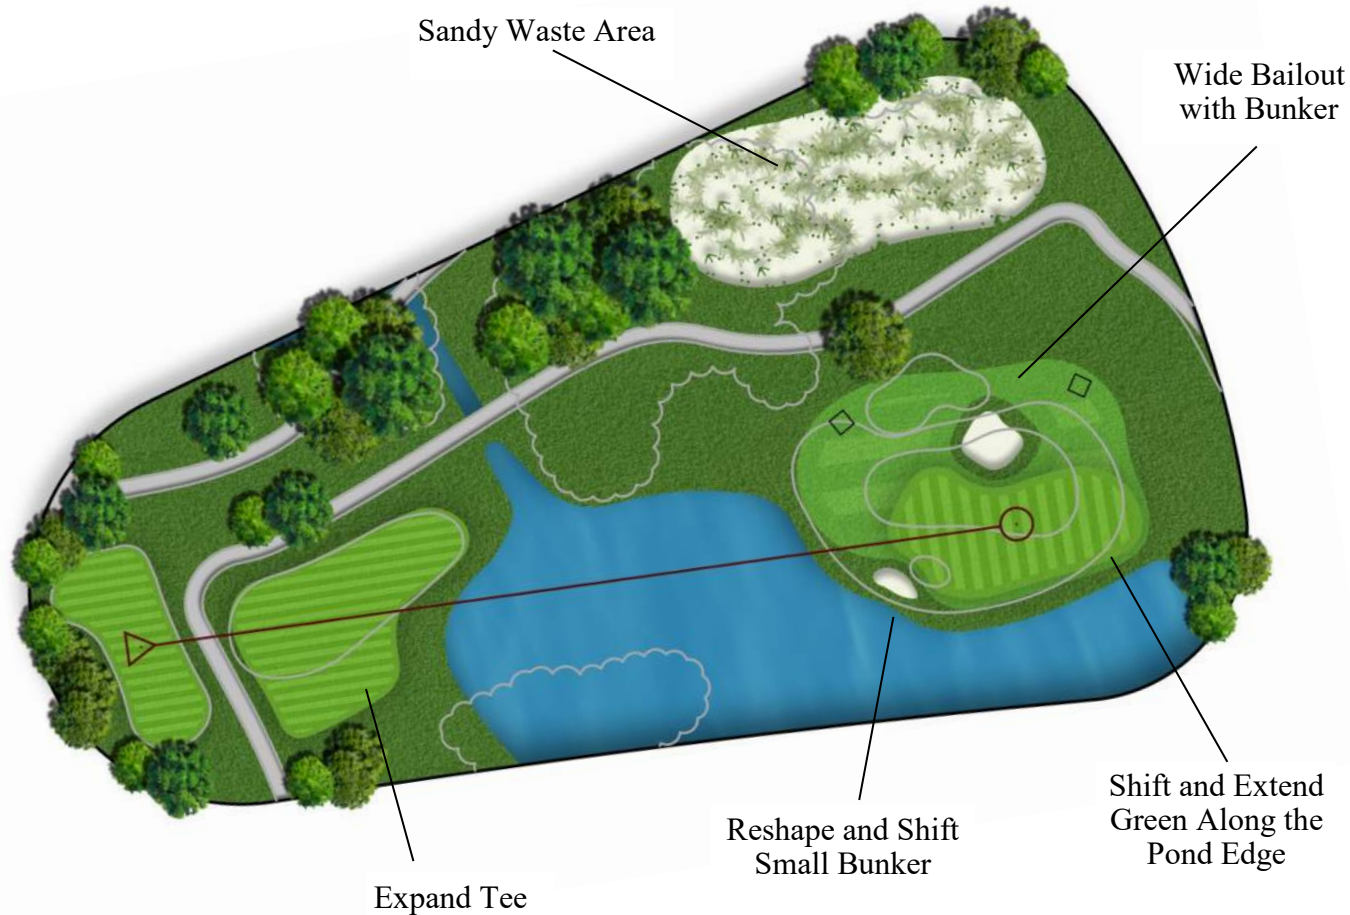 Sandy Waste Area
Wide Bailout
with Bunker
Shift and Extend
Green Along the
Pond Edge
Reshape and Shift
Small Bunker
Expand Tee